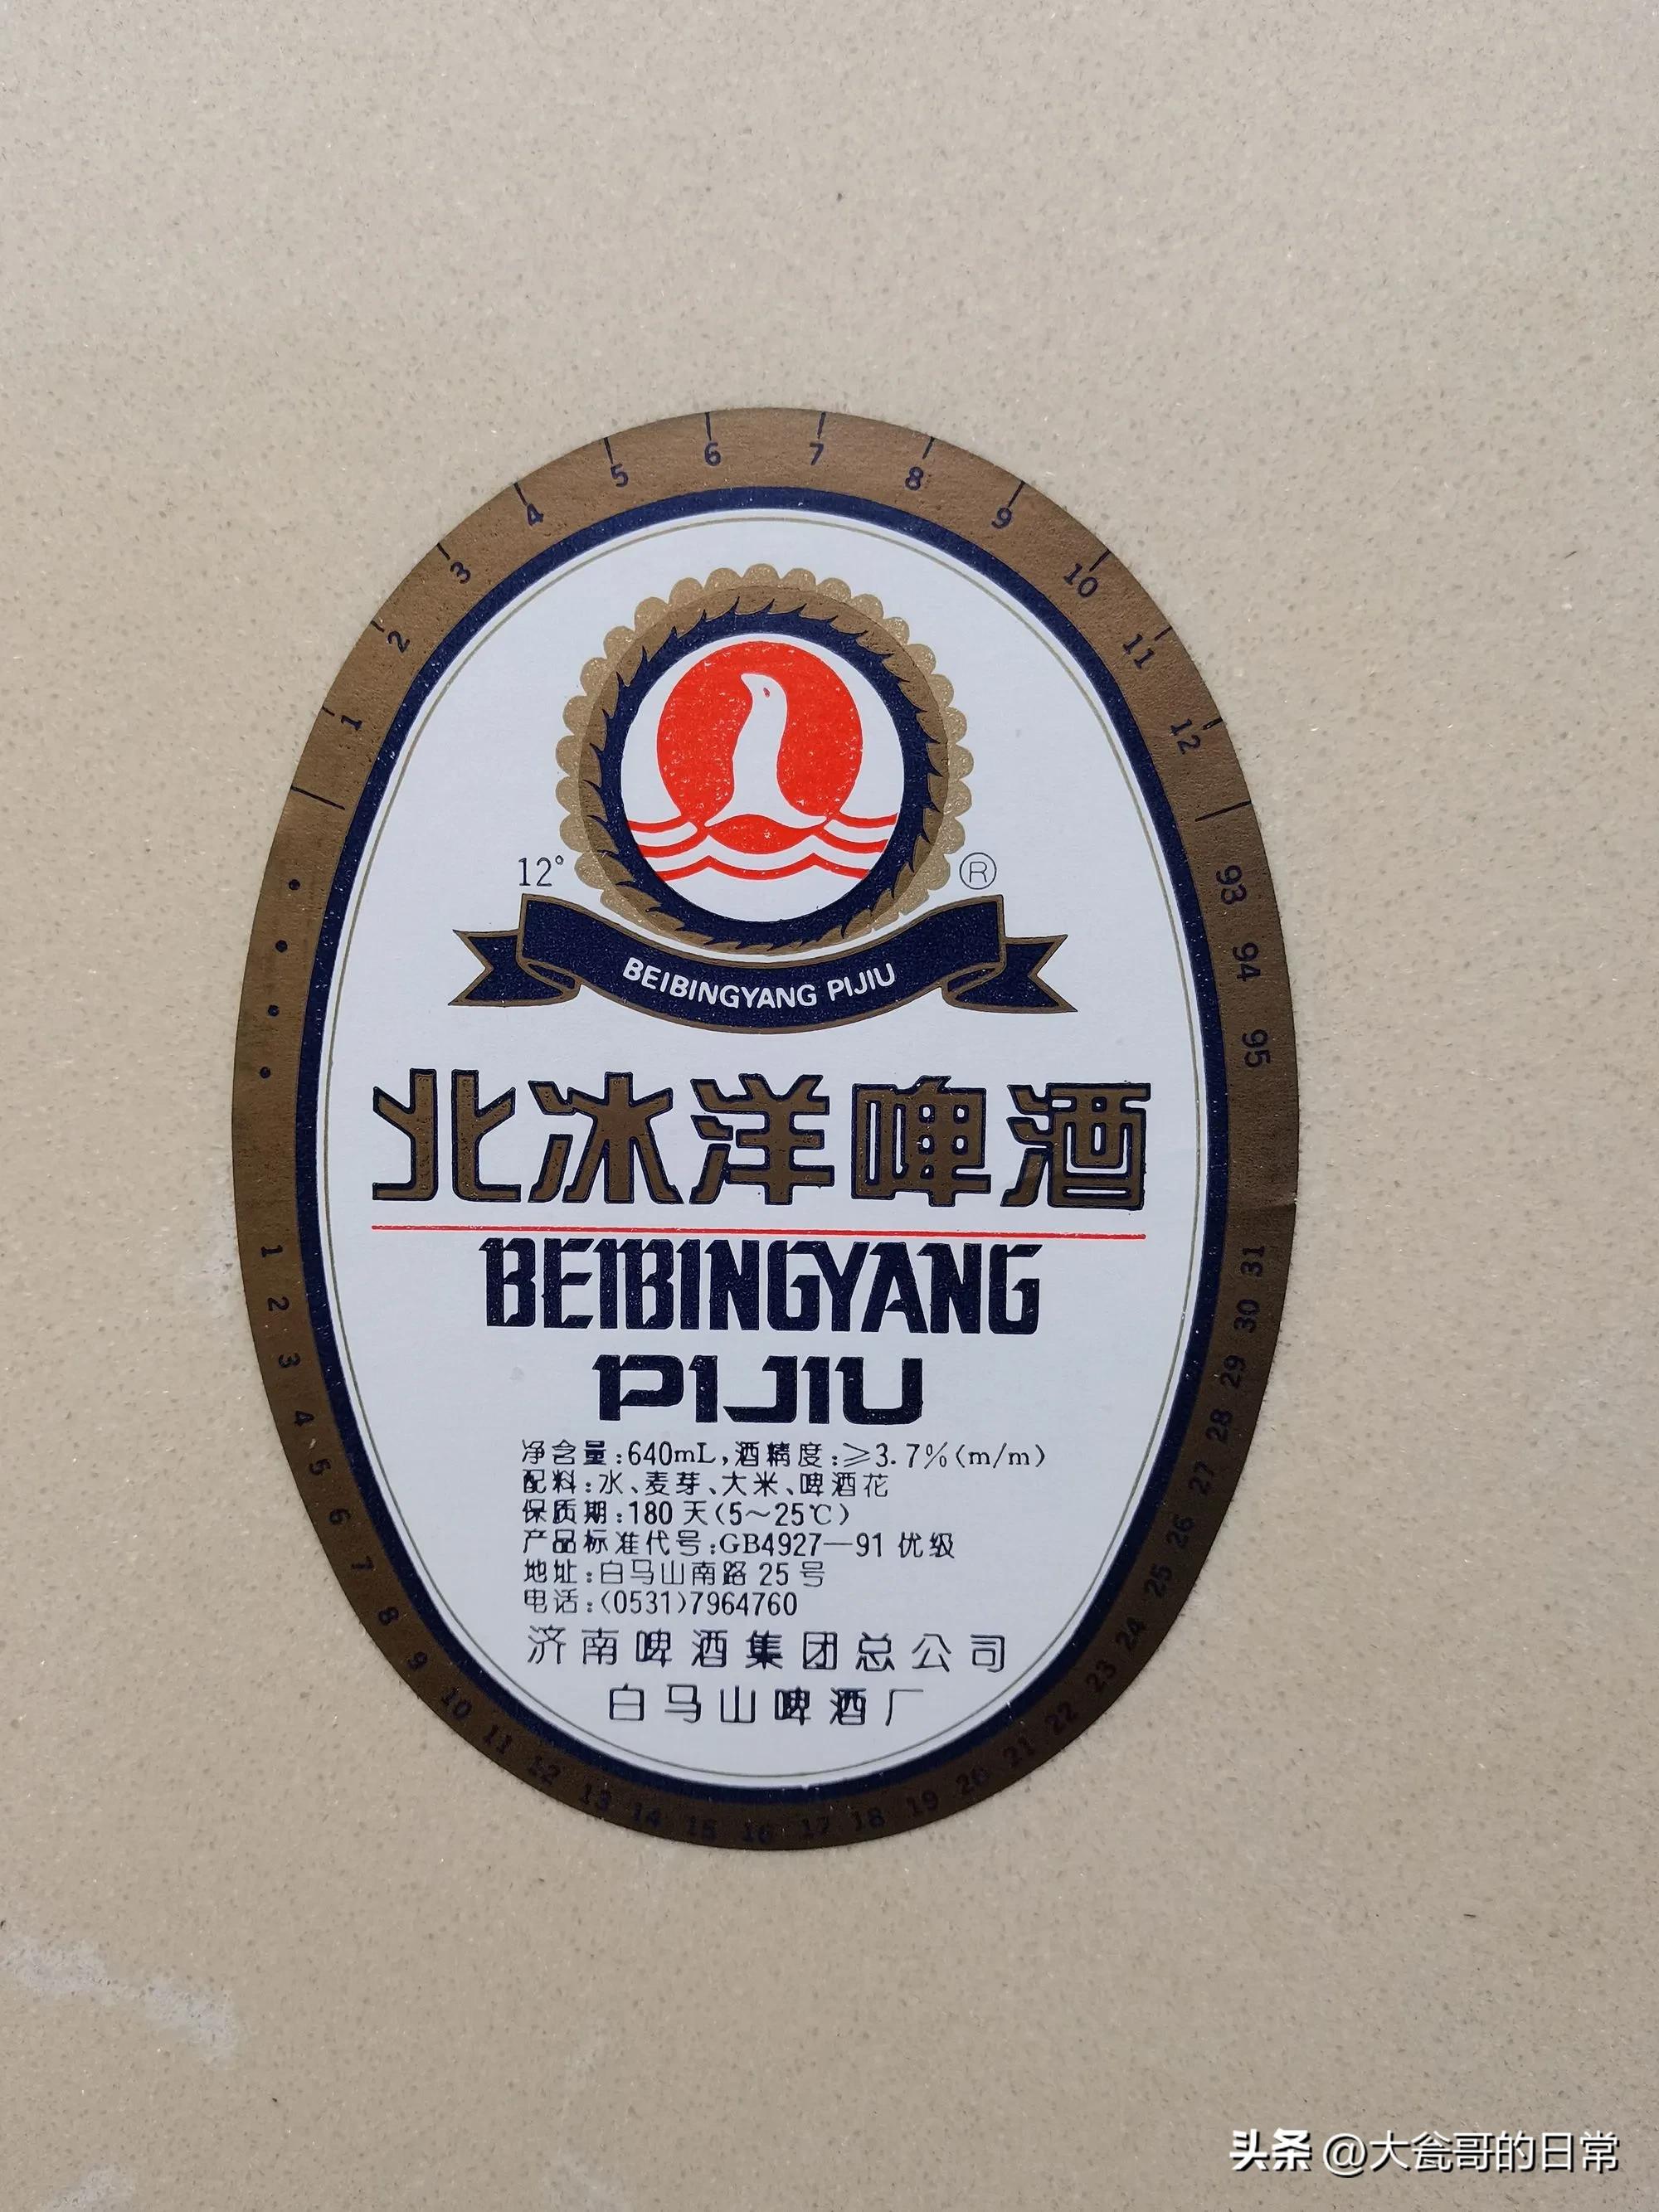 1 2 3 4 5 6 7 8 9 10 11 12
93 94 95
12°
®
BEIBINGYANG PIJIU
北冰洋啤酒
BEIBINGYANG
PIJIU
净含量:640mL,酒精度:≥3.7%(m/m)
配料:水、麦芽、大米、啤酒花
保质期:180天(5~25℃)
产品标准代号:GB4927—91 优级
地址:白马山南路25号
电话:(0531)7964760
济南啤酒集团总公司
白马山啤酒厂
1 2 3 4 5 6 7 8 9 10 11 12 13 14 15 16 17 18 19 20 21 22 23 24 25 26 27 28 29 30 31
头条 @大瓮哥的日常